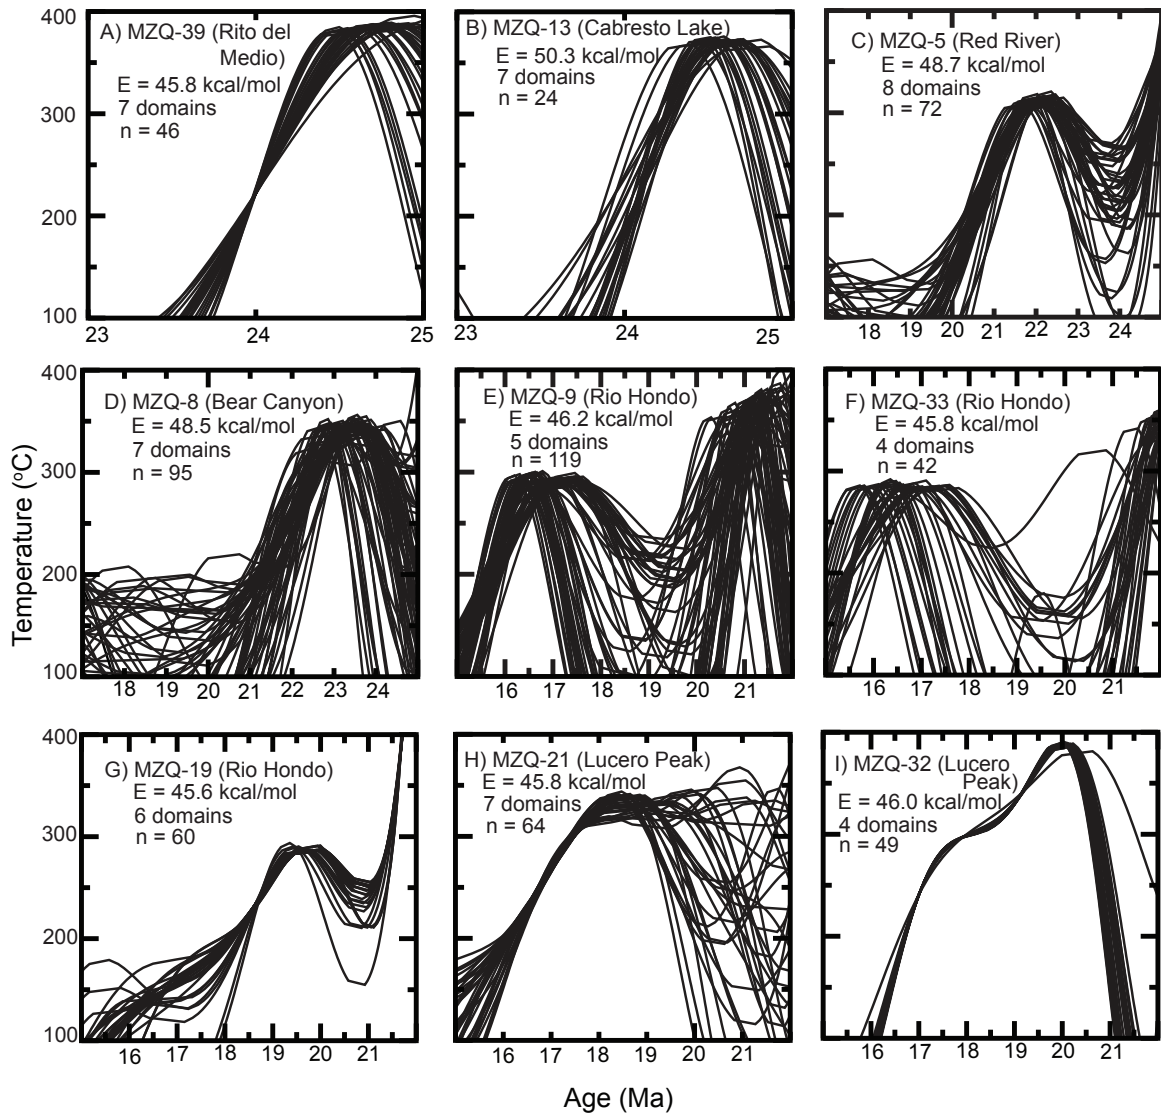 A) MZQ-39 (Rito del
Medio)
E = 45.8 kcal/mol
7 domains
n = 46
400
300
200
100
23
24
25
B) MZQ-13 (Cabresto Lake)
E = 50.3 kcal/mol
7 domains
n = 24
23
24
25
C) MZQ-5 (Red River)
E = 48.7 kcal/mol
8 domains
n = 72
18
19
20
21
22
23
24
Temperature (oC)
D) MZQ-8 (Bear Canyon)
E = 48.5 kcal/mol
7 domains
n = 95
400
300
200
100
18
19
20
21
22
23
24
E) MZQ-9 (Rio Hondo)
E = 46.2 kcal/mol
5 domains
n = 119
16
17
18
19
20
21
F) MZQ-33 (Rio Hondo)
E = 45.8 kcal/mol
4 domains
n = 42
16
17
18
19
20
21
G) MZQ-19 (Rio Hondo)
E = 45.6 kcal/mol
6 domains
n = 60
400
300
200
100
16
17
18
19
20
21
H) MZQ-21 (Lucero Peak)
E = 45.8 kcal/mol
7 domains
n = 64
16
17
18
19
20
21
I) MZQ-32 (Lucero
Peak)
E = 46.0 kcal/mol
4 domains
n = 49
16
17
18
19
20
21
Age (Ma)